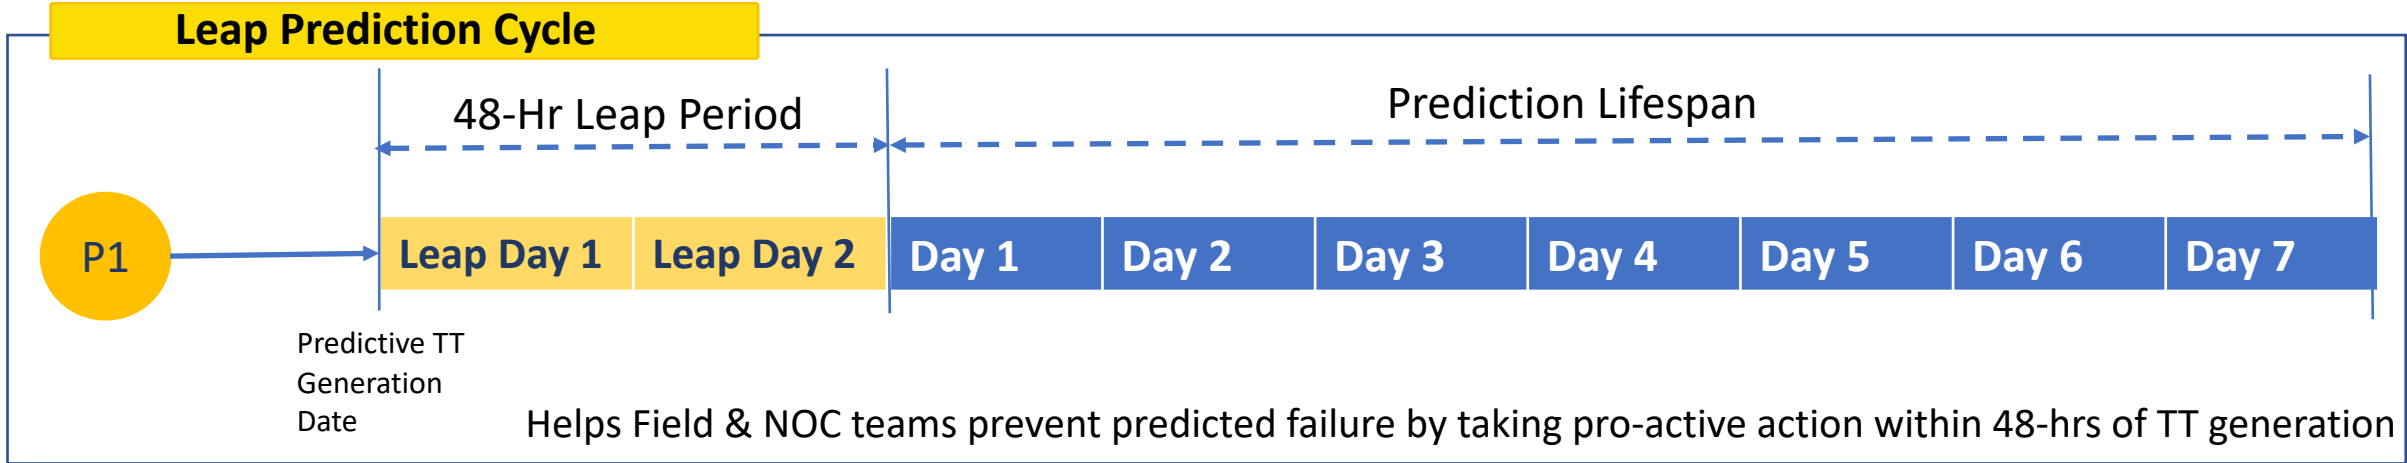 Leap Prediction Cycle
48-Hr Leap Period
Prediction Lifespan
P1
Leap Day 1
Leap Day 2
Day 1
Day 2
Day 3
Day 4
Day 5
Day 6
Day 7
Predictive TT
Generation
Date
Helps Field & NOC teams prevent predicted failure by taking pro-active action within 48-hrs of TT generation